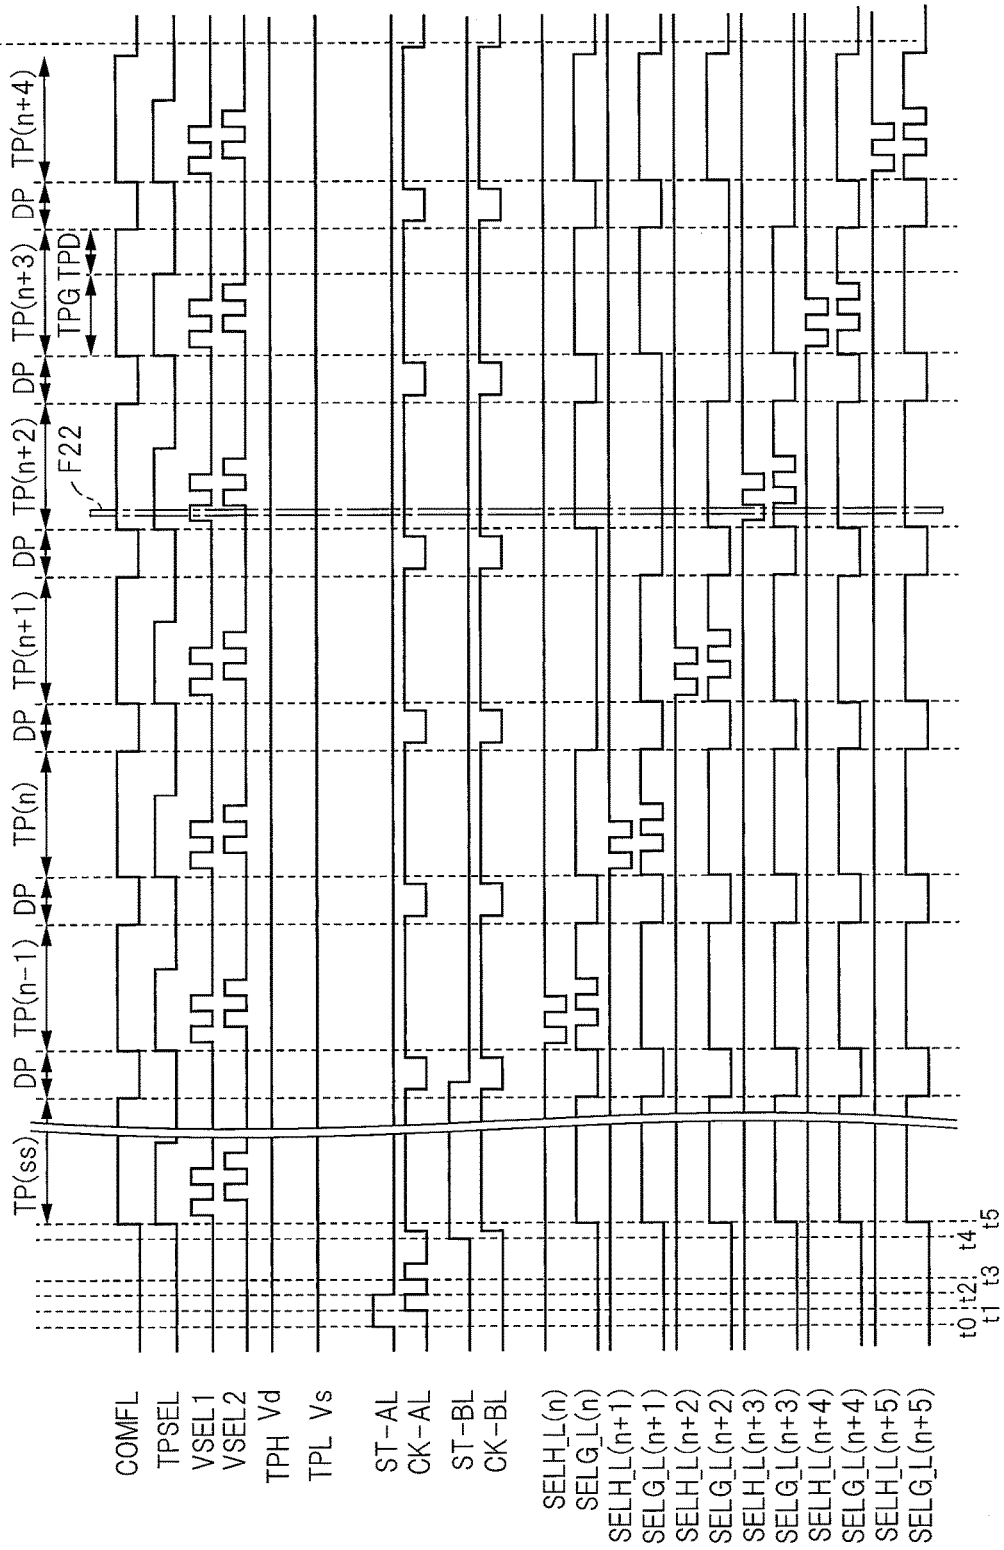 TP(ss)
DP
TP(n-1)
DP
TP(n)
DP
TP(n+1)
DP
TP(n+2)
DP
TP(n+3)
DP
TP(n+4)
TPG
TPD
F22
COMFL
TPSEL
VSEL1
VSEL2
TPH Vd
TPL Vs
ST-AL
CK-AL
ST-BL
CK-BL
SELH_L(n)
SELG_L(n)
SELH_L(n+1)
SELG_L(n+1)
SELH_L(n+2)
SELG_L(n+2)
SELH_L(n+3)
SELG_L(n+3)
SELH_L(n+4)
SELG_L(n+4)
SELH_L(n+5)
SELG_L(n+5)
t0
t1
t2
t3
t4
t5